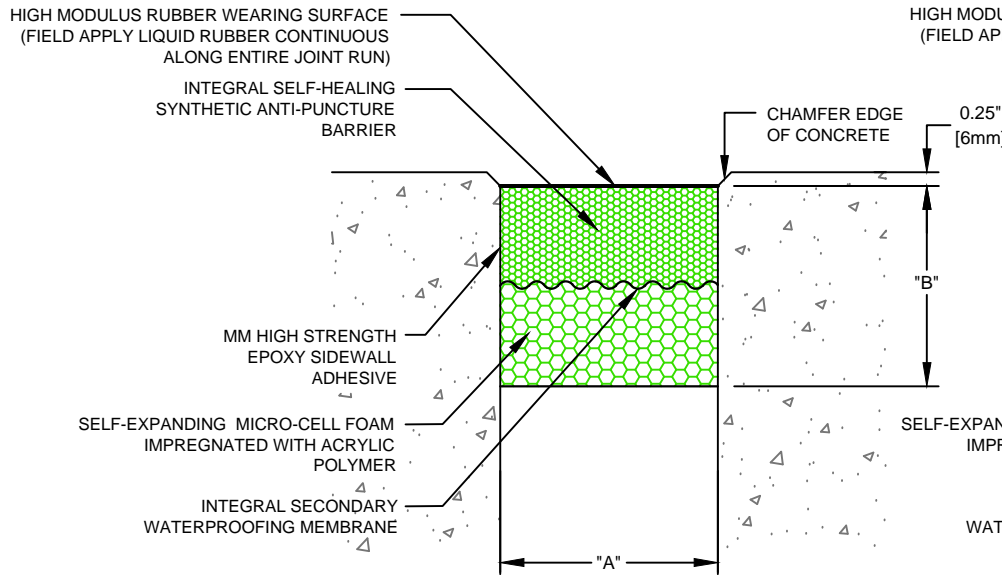 HIGH MODULUS RUBBER WEARING SURFACE
(FIELD APPLY LIQUID RUBBER CONTINUOUS
ALONG ENTIRE JOINT RUN)
INTEGRAL SELF-HEALING
SYNTHETIC ANTI-PUNCTURE
BARRIER
MM HIGH STRENGTH
EPOXY SIDEWALL
ADHESIVE
SELF-EXPANDING MICRO-CELL FOAM
IMPREGNATED WITH ACRYLIC
POLYMER
INTEGRAL SECONDARY
WATERPROOFING MEMBRANE
CHAMFER EDGE
OF CONCRETE
0.25"
[6mm]
"B"
"A"
HIGH MODU
(FIELD AP
SELF-EXPAN
IMPR
WAT